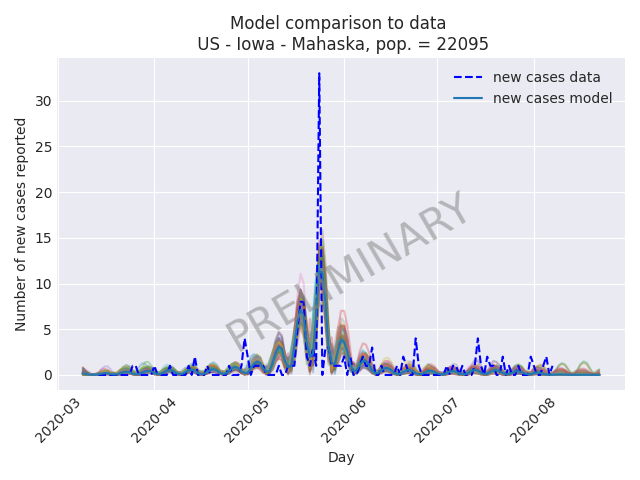 Model comparison to data
US - Iowa - Mahaska, pop. = 22095
new cases data
new cases model
PRELIMINARY
Number of new cases reported
30
25
20
15
10
5
0
2020-03
2020-04
2020-05
2020-06
2020-07
2020-08
Day